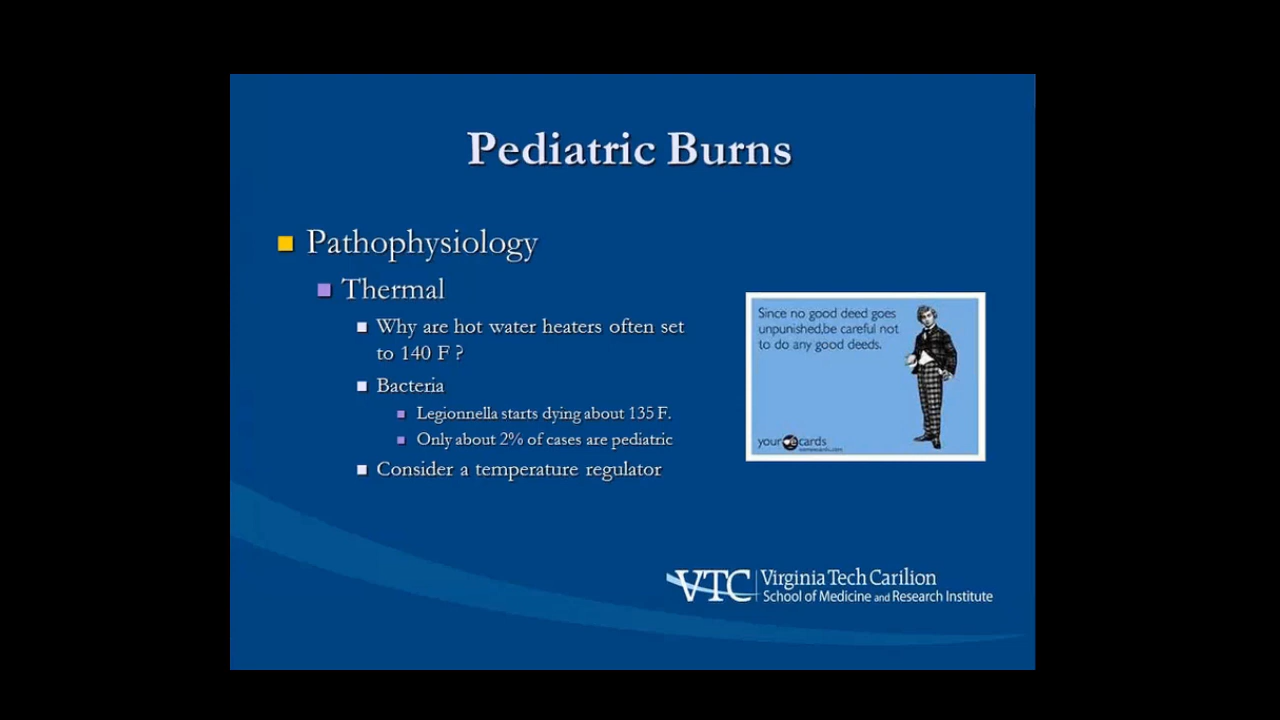 Pediatric Burns
Pathophysiology
Thermal
Why are hot water heaters often set
to 140 F ?
Bacteria
Legionnella starts dying about 135 F.
Only about 2% of cases are pediatric
Consider a temperature regulator
Since no good deed goes
unpunished,be careful not
to do any good deeds.
your cards
someecards.com
VTC Virginia Tech Carilion
School of Medicine and Research Institute